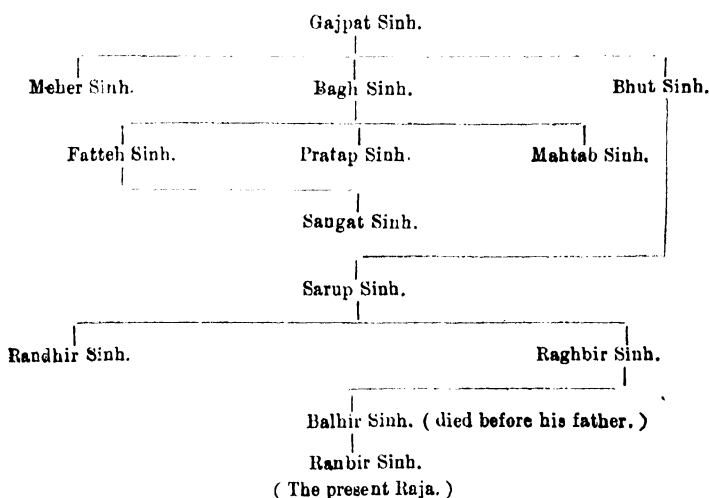 Gajpat Sinh.
Meher Sinh. Bagh Sinh. Bhut Sinh.
Fatteh Sinh. Pratap Sinh. Mahtab Sinh.
Sangat Sinh.
Sarup Sinh.
Randhir Sinh. Raghbir Sinh.
Balhir Sinh. ( died before his father. )
Ranbir Sinh.
( The present Raja. )